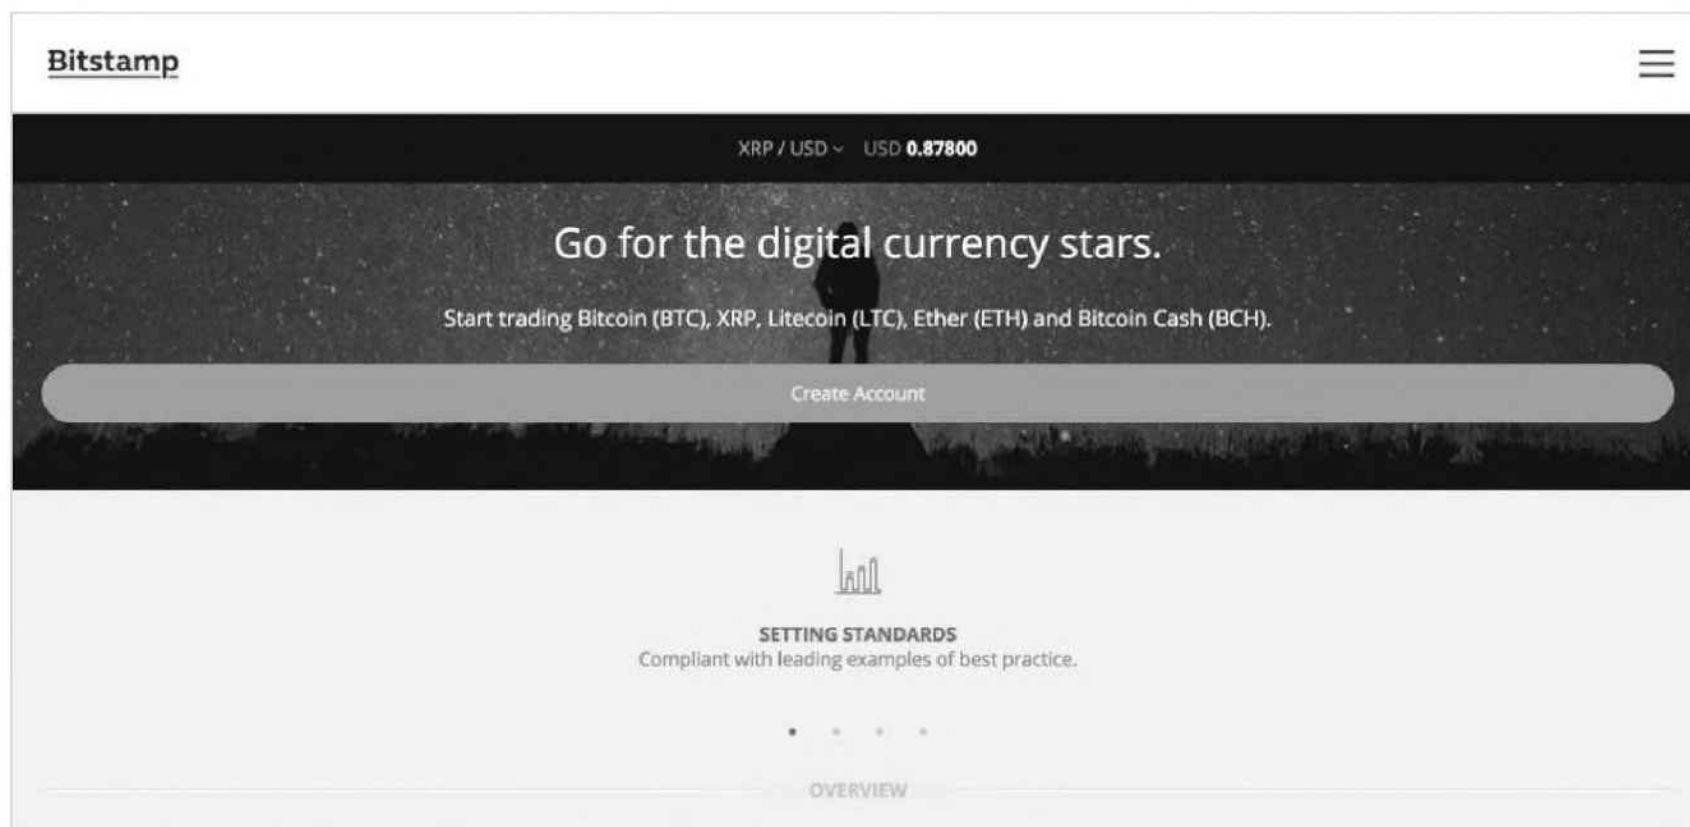 Bitstamp
XRP / USD USD 0.87800
Go for the digital currency stars.
Start trading Bitcoin (BTC), XRP, Litecoin (LTC), Ether (ETH) and Bitcoin Cash (BCH).
Create Account
SETTING STANDARDS
Compliant with leading examples of best practice.
OVERVIEW